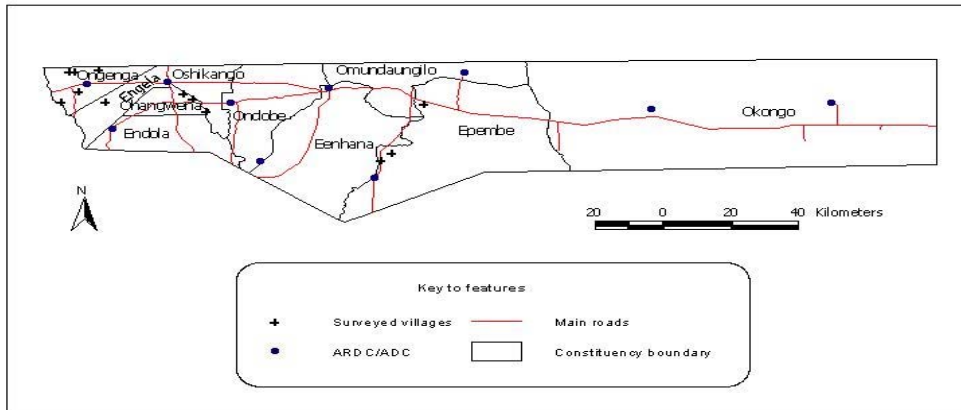 Omundaungilo
Ongenga
Oshikango
Engela
Onangwena
Ondobe
Okongo
Endola
Eenhana
Epembe
N
20 0 20 40 Kilometers
Key to features
Surveyed villages
Main roads
ARDC/ADC
Constituency boundary